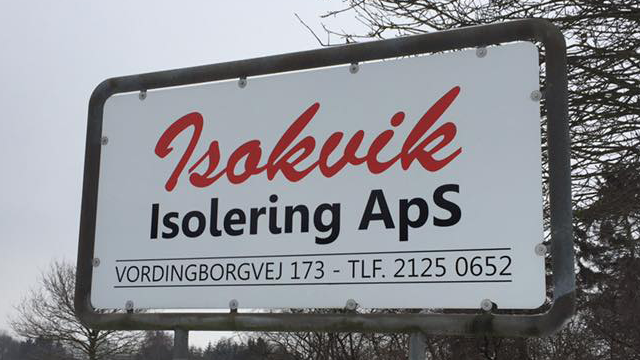 Isokvik
Isolering ApS
VORDINGBORGVEJ 173 - TLF. 2125 0652